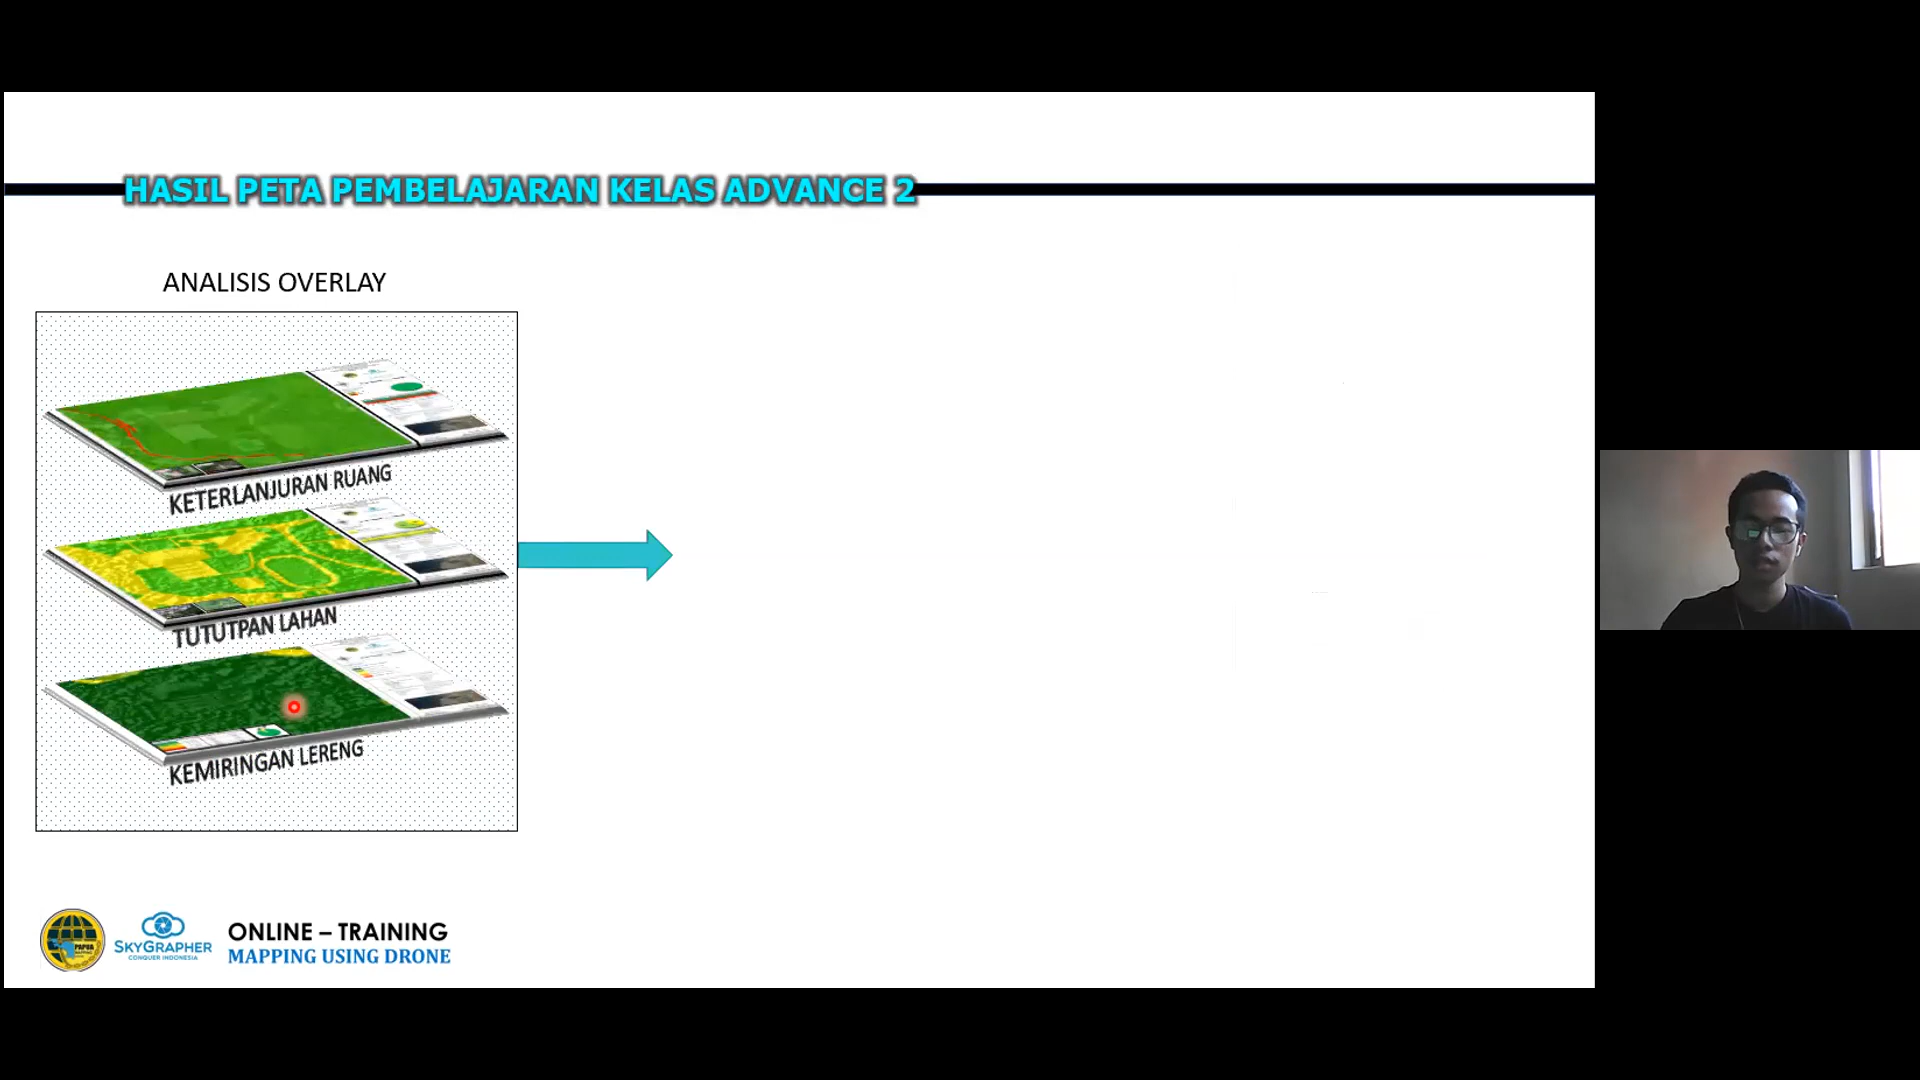 HASIL PETA PEMBELAJARAN KELAS ADVANCE 2
ANALISIS OVERLAY
KETERLANJURAN RUANG
TUTUTPAN LAHAN
KEMIRINGAN LERENG
PAPUA
SKYGRAPHER
CONQUER INDONESIA
ONLINE – TRAINING
MAPPING USING DRONE